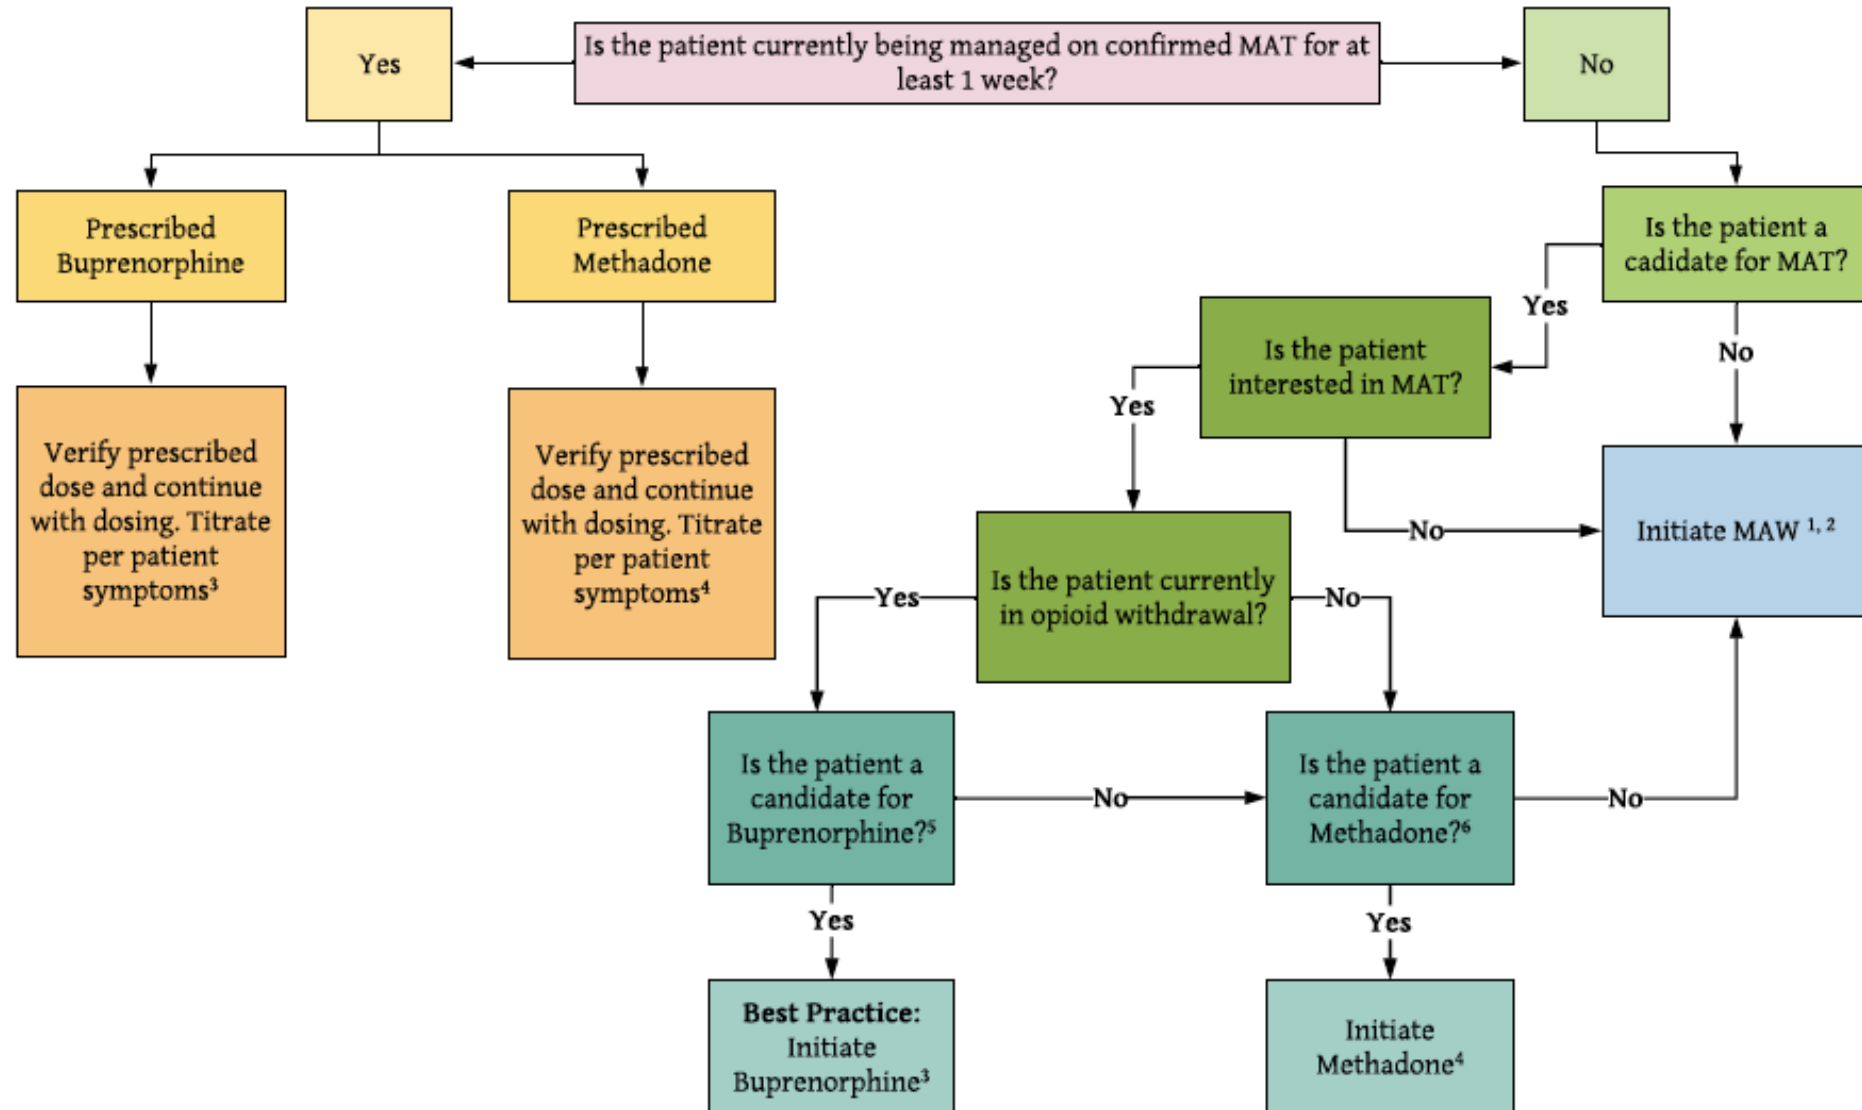 Yes
Is the patient currently being managed on confirmed MAT for at
least 1 week?
No
Prescribed
Buprenorphine
Prescribed
Methadone
Is the patient a
cadidate for MAT?
Yes
No
Is the patient
interested in MAT?
Yes
No
Verify prescribed
dose and continue
with dosing. Titrate
per patient
symptoms³
Verify prescribed
dose and continue
with dosing. Titrate
per patient
symptoms⁴
Initiate MAW ¹, ²
Is the patient currently
in opioid withdrawal?
Yes
No
Is the patient a
candidate for
Buprenorphine?⁵
No
Is the patient a
candidate for
Methadone?⁶
No
Yes
Yes
Best Practice:
Initiate
Buprenorphine³
Initiate
Methadone⁴